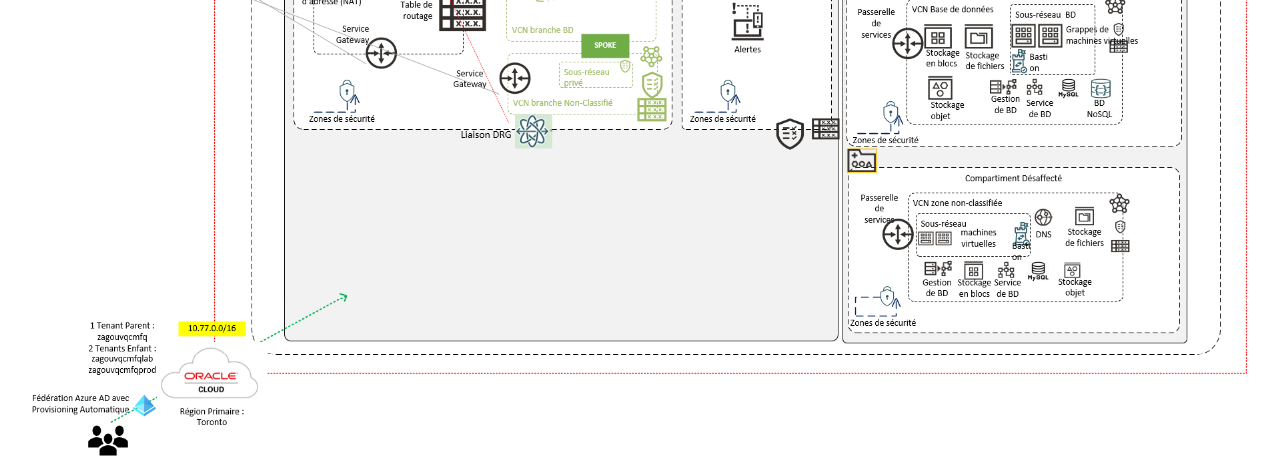 d'adresse (NAT)
Table de
routage
X.X.X.
X.X.X.
Service
Gateway
VCN branche BD
SPOKE
Service
Gateway
Sous-réseau
privé
VCN branche Non-Classifié
X.X.X.
X.X.X.
Zones de sécurité
Liaison DRG
Alertes
Zones de sécurité
X.X.X.
X.X.X.
Passerelle
de
services
VCN Base de données
Sous-réseau BD
Grappes de
machines virtuelles
Stockage
en blocs
Stockage
de fichiers
Basti
on
Stockage
objet
Gestion
de BD
Service
de BD
MySQL
BD
NoSQL
Zones de sécurité
Compartiment Désaffecté
Passerelle
de
services
VCN zone non-classifiée
Sous-réseau
machines
virtuelles
Basti
on
DNS
Stockage
de fichiers
Gestion
de BD
Stockage
en blocs
Service
de BD
MySQL
Stockage
objet
Zones de sécurité
1 Tenant Parent :
zagouvqcmfq
2 Tenants Enfant :
zagouvqcmfqlab
zagouvqcmfqprod
10.77.0.0/16
ORACLE
CLOUD
Fédération Azure AD avec
Provisioning Automatique
Région Primaire :
Toronto